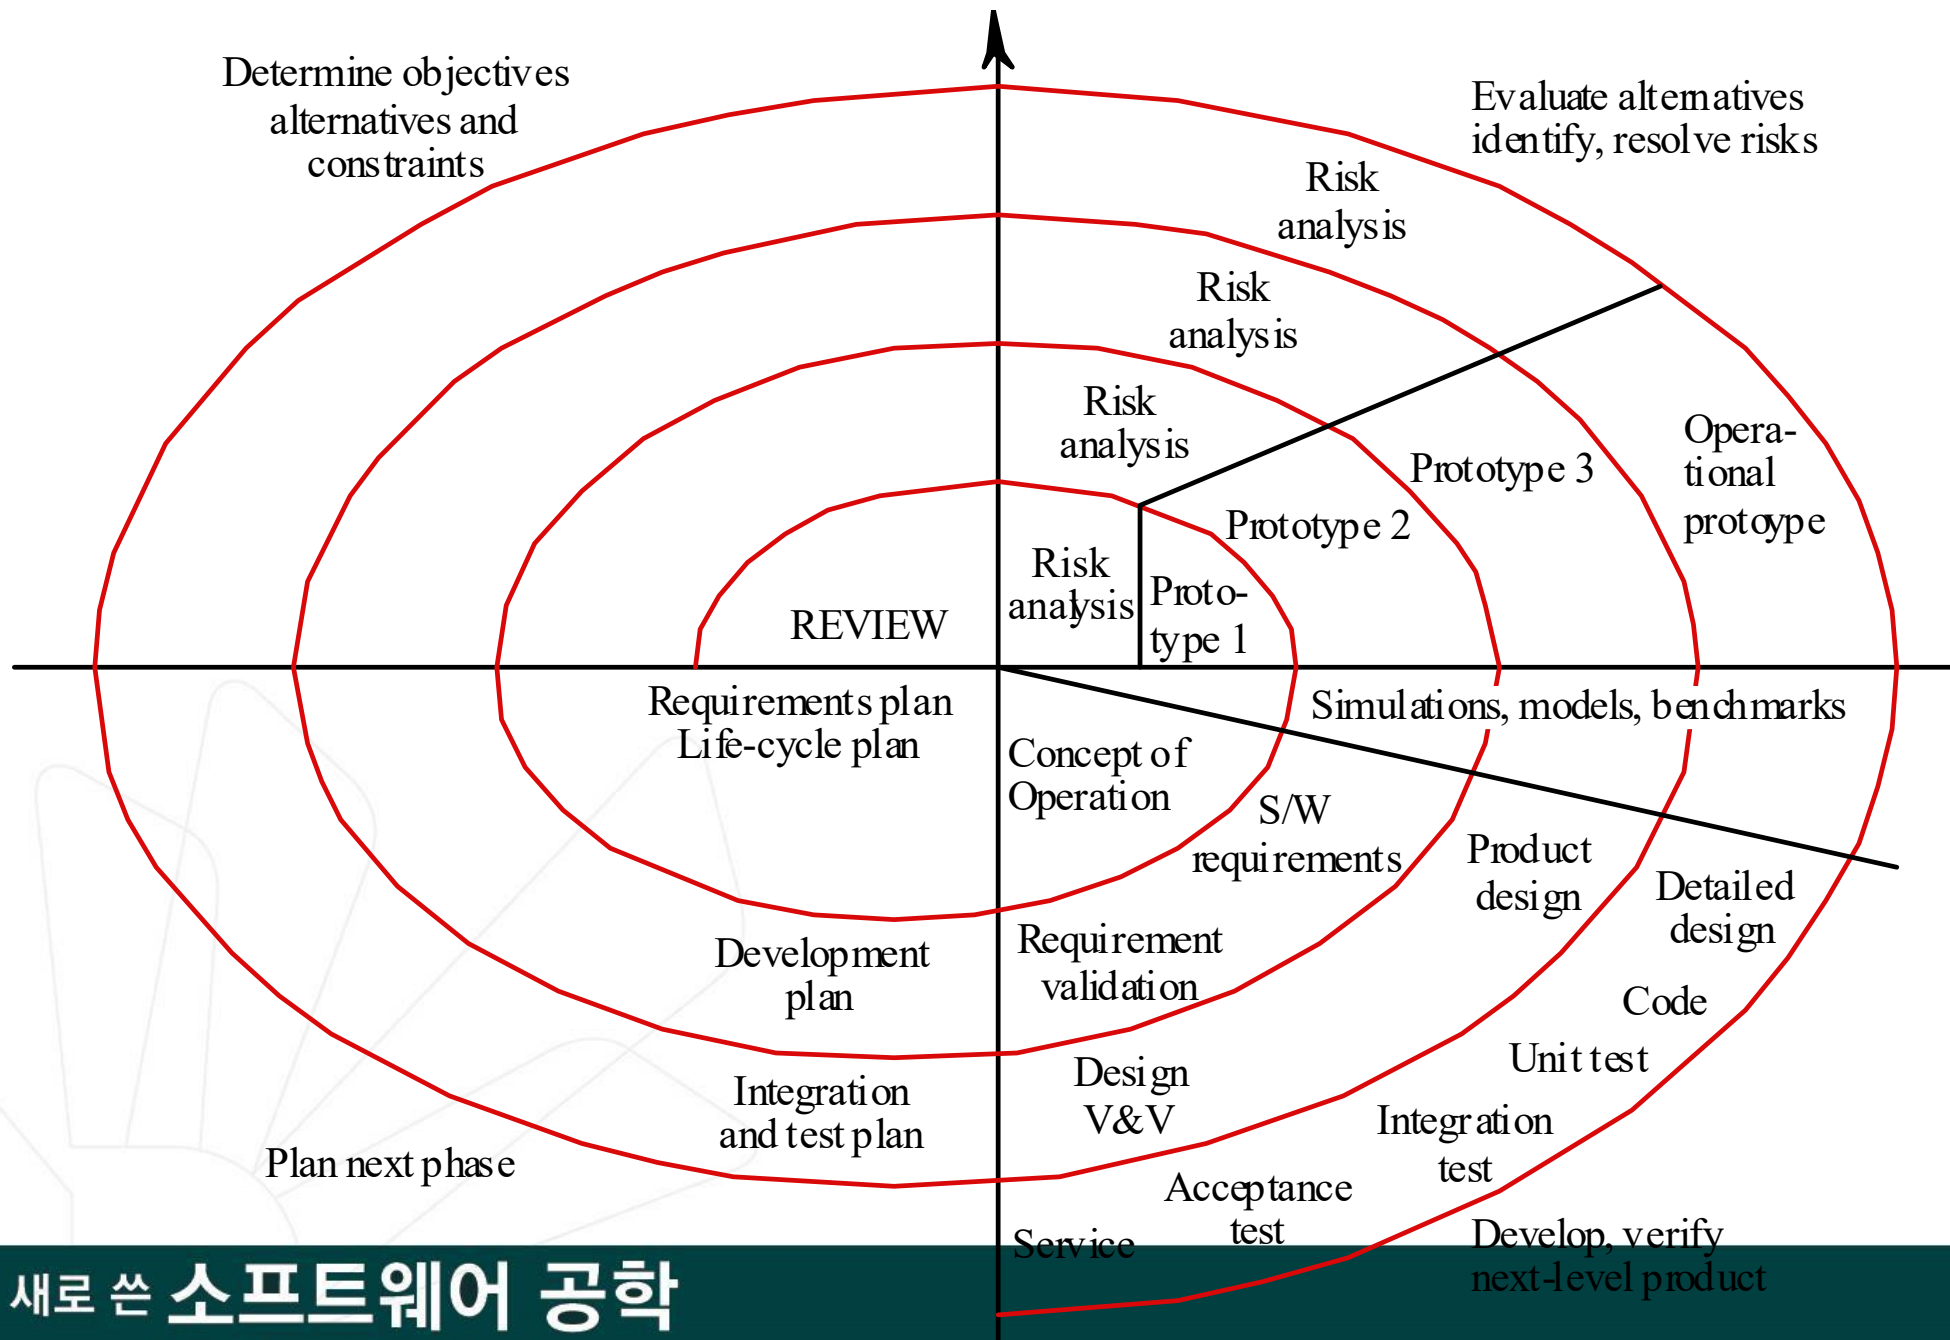 Determine objectives
alternatives and
constraints
Evaluate alternatives
identify, resolve risks
Risk
analysis
Risk
analysis
Risk
analysis
Risk
analysis
Proto-
type 1
Prototype 2
Prototype 3
Opera-
tional
protoype
REVIEW
Requirements plan
Life-cycle plan
Concept of
Operation
Simulations, models, benchmarks
S/W
requirements
Product
design
Detailed
design
Development
plan
Requirement
validation
Code
Unit test
Integration
and test plan
Design
V&V
Integration
test
Plan next phase
Acceptance
test
Service
Develop, verify
next-level product
새로 쓴 소프트웨어 공학